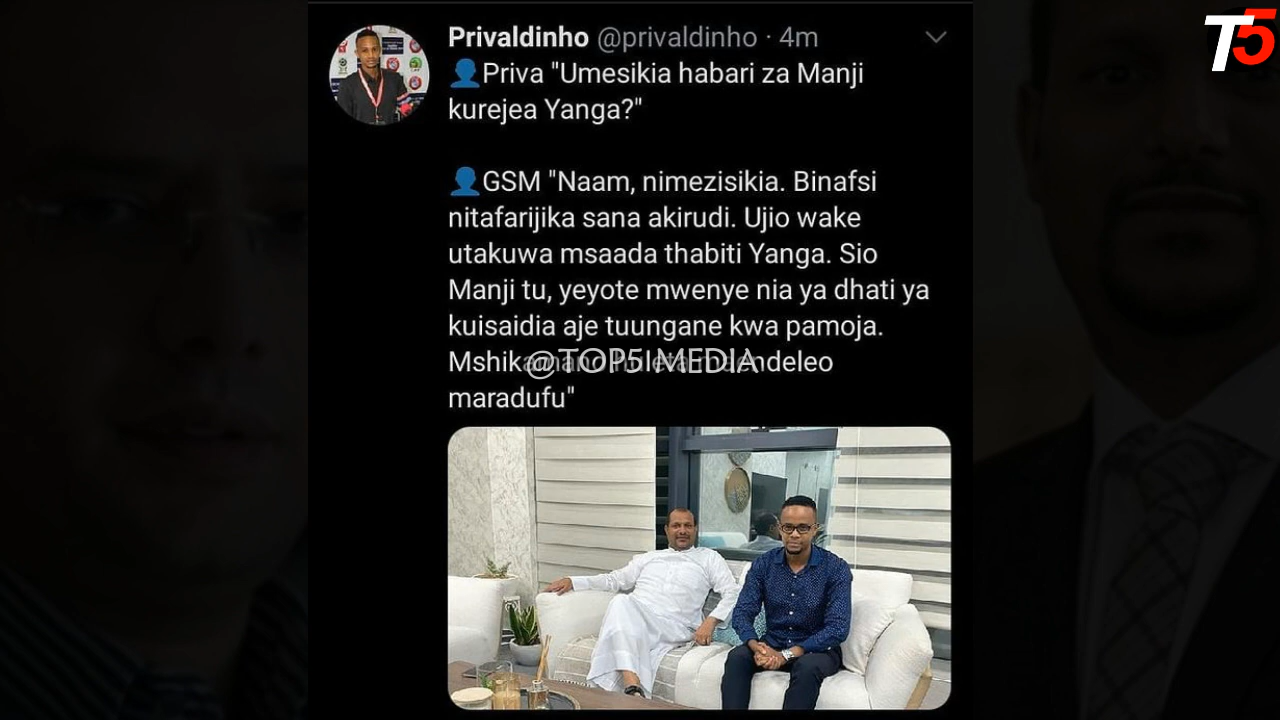 T5
Privaldinho @privaldinho · 4m
👤Priva "Umesikia habari za Manji
kurejea Yanga?"
👤GSM "Naam, nimezisikia. Binafsi
nitafarijika sana akirudi. Ujio wake
utakuwa msaada thabiti Yanga. Sio
Manji tu, yeyote mwenye nia ya dhati ya
kuisaidia aje tuungane kwa pamoja.
@TOP5 MEDIA
maradufu"